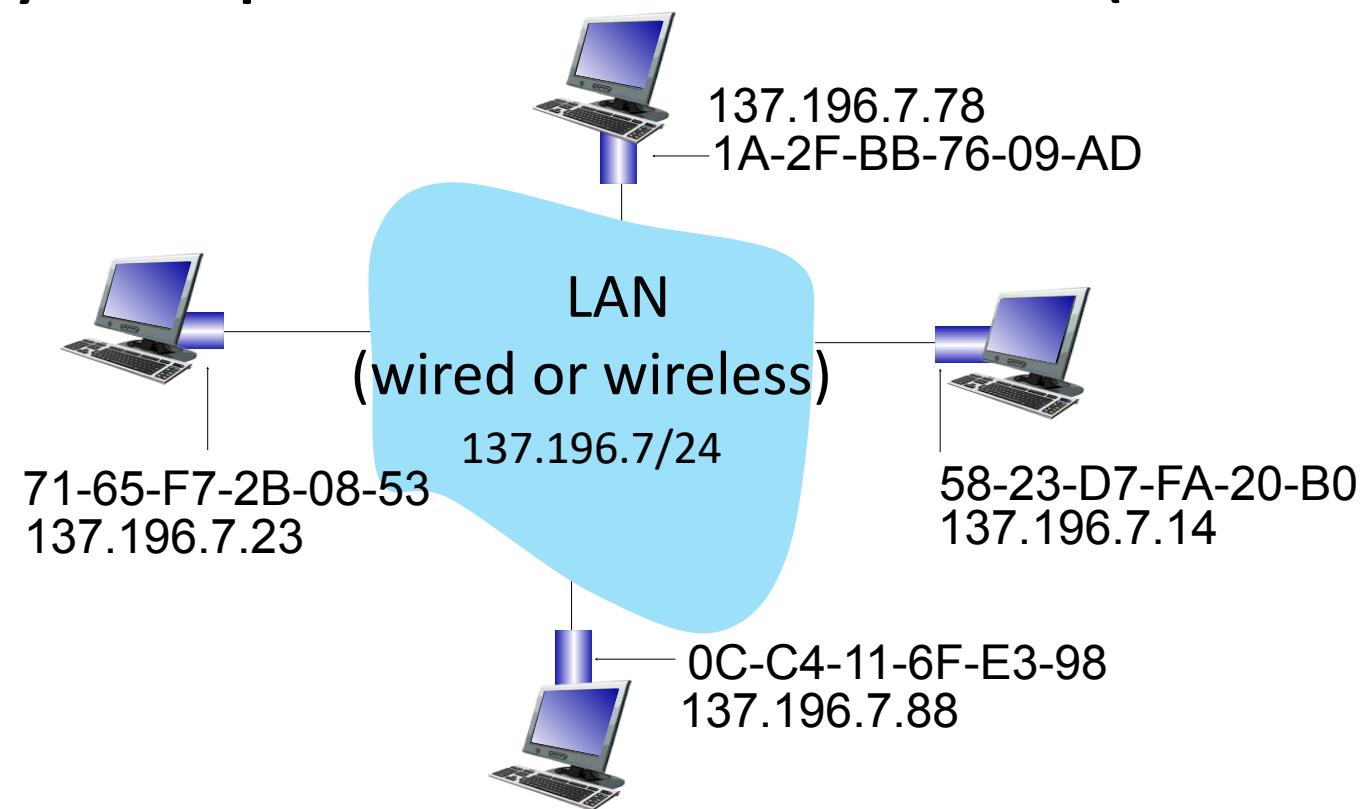 137.196.7.78
1A-2F-BB-76-09-AD
LAN
(wired or wireless)
137.196.7/24
71-65-F7-2B-08-53
137.196.7.23
58-23-D7-FA-20-B0
137.196.7.14
0C-C4-11-6F-E3-98
137.196.7.88